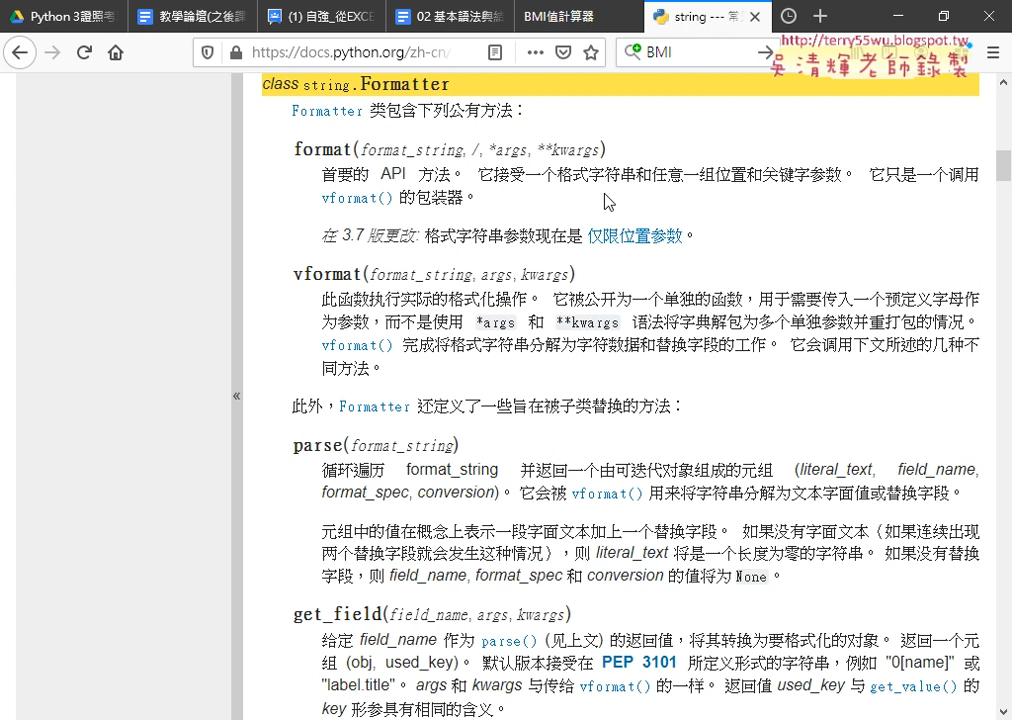 Python 3證照考
教學論壇(之後課
(1) 自強_從EXCE
02 基本語法與結
BMI值計算器
string --- 常
https://docs.python.org/zh-cn/
BMI
http://terry55wu.blogspot.tw
吳清輝老師錄製
class string.Formatter
Formatter 类包含下列公有方法：
format(format_string, /, *args, **kwargs)
首要的 API 方法。 它接受一个格式字符串和任意一组位置和关键字参数。 它只是一个调用
vformat() 的包装器。
在 3.7 版更改: 格式字符串参数现在是 仅限位置参数。
vformat(format_string, args, kwargs)
此函数执行实际的格式化操作。 它被公开为一个单独的函数，用于需要传入一个预定义字母作
为参数，而不是使用 *args 和 **kwargs 语法将字典解包为多个单独参数并重打包的情况。
vformat() 完成将格式字符串分解为字符数据和替换字段的工作。 它会调用下文所述的几种不
同方法。
«
此外，Formatter 还定义了一些旨在被子类替换的方法：
parse(format_string)
循环遍历 format_string 并返回一个由可迭代对象组成的元组 (literal_text, field_name,
format_spec, conversion)。 它会被 vformat() 用来将字符串分解为文本字面值或替换字段。
元组中的值在概念上表示一段字面文本加上一个替换字段。 如果没有字面文本（如果连续出现
两个替换字段就会发生这种情况），则 literal_text 将是一个长度为零的字符串。 如果没有替换
字段，则 field_name, format_spec 和 conversion 的值将为 None。
get_field(field_name, args, kwargs)
给定 field_name 作为 parse() (见上文) 的返回值，将其转换为要格式化的对象。 返回一个元
组 (obj, used_key)。 默认版本接受在 PEP 3101 所定义形式的字符串，例如 "0[name]" 或
"label.title"。 args 和 kwargs 与传给 vformat() 的一样。 返回值 used_key 与 get_value() 的
key 形参具有相同的含义。